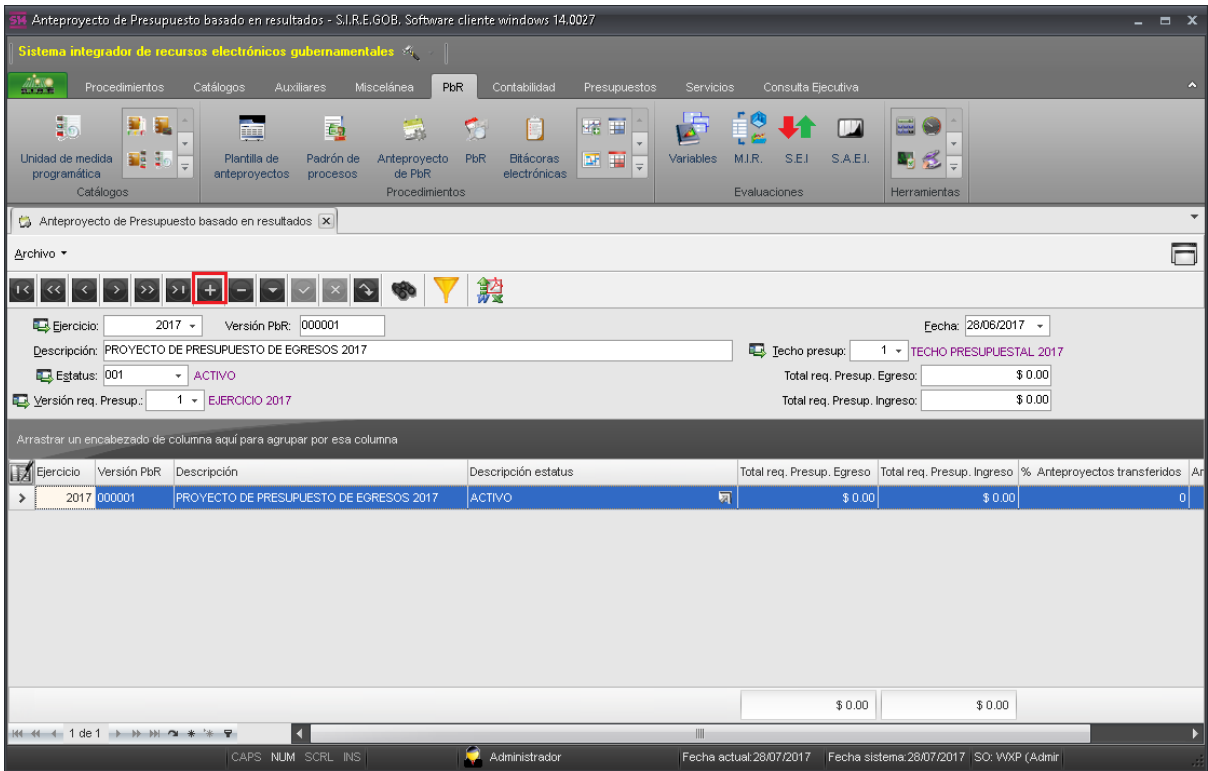 Anteproyecto de Presupuesto basado en resultados - S.I.R.E.GOB. Software cliente windows 14.0027
Sistema integrador de recursos electrónicos gubernamentales
Procedimientos Catálogos Auxiliares Miscelánea PbR Contabilidad Presupuestos Servicios Consulta Ejecutiva
Unidad de medida programática
Plantilla de anteproyectos
Padrón de procesos
Anteproyecto de PbR
PbR
Bitácoras electrónicas
Variables
M.I.R.
S.E.I
S.A.E.I.
Catálogos Procedimientos Evaluaciones Herramientas
Anteproyecto de Presupuesto basado en resultados
Archivo
Ejercicio: 2017 Versión PbR: 000001 Fecha: 28/06/2017
Descripción: PROYECTO DE PRESUPUESTO DE EGRESOS 2017 Techo presup: 1 TECHO PRESUPUESTAL 2017
Estatus: 001 ACTIVO Total req. Presup. Egreso: $ 0.00
Versión req. Presup.: 1 EJERCICIO 2017 Total req. Presup. Ingreso: $ 0.00
Arrastrar un encabezado de columna aquí para agrupar por esa columna
Ejercicio Versión PbR Descripción Descripción estatus Total req. Presup. Egreso Total req. Presup. Ingreso % Anteproyectos transferidos Ar
2017 000001 PROYECTO DE PRESUPUESTO DE EGRESOS 2017 ACTIVO $ 0.00 $ 0.00 0
$ 0.00 $ 0.00
1 de 1
CAPS NUM SCRL INS Administrador Fecha actual:28/07/2017 Fecha sistema:28/07/2017 SO: WXP (Admir